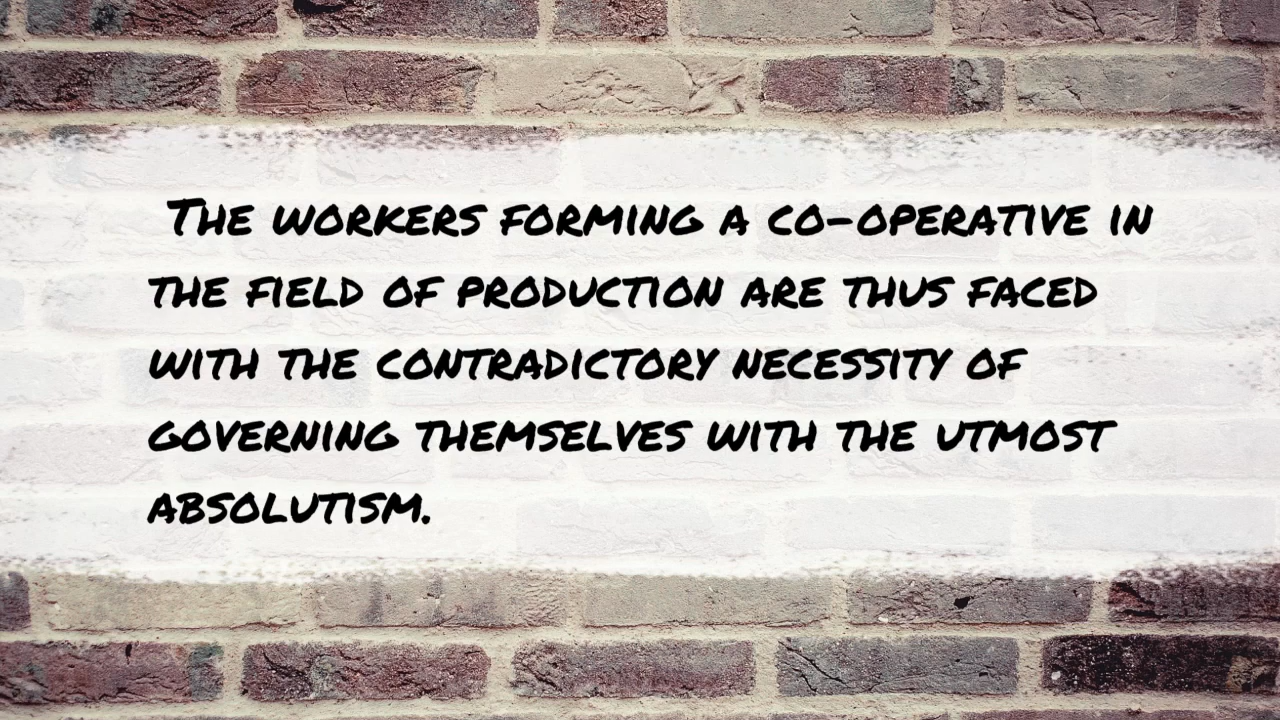 The workers forming a co-operative in
the field of production are thus faced
with the contradictory necessity of
governing themselves with the utmost
absolutism.